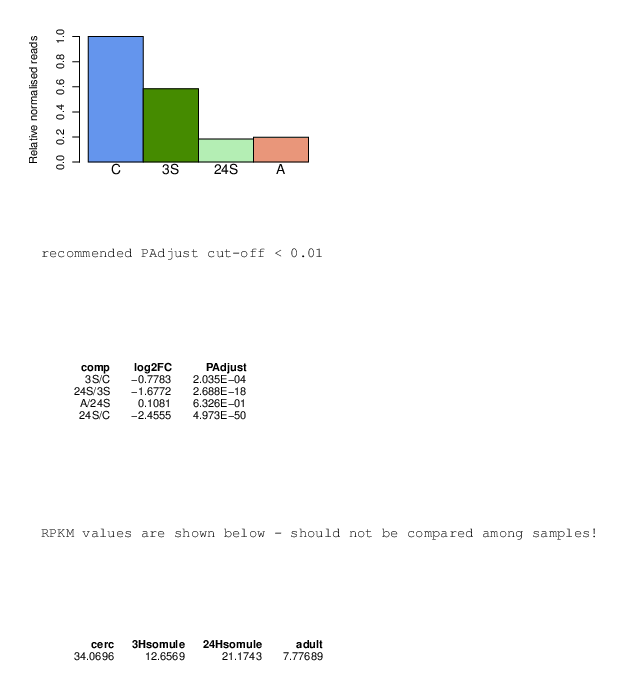 Relative normalised reads
1.0
0.8
0.6
0.4
0.2
0.0
C 3S 24S A
recommended PAdjust cut-off < 0.01
comp log2FC PAdjust
3S/C −0.7783 2.035E−04
24S/3S −1.6772 2.688E−18
A/24S 0.1081 6.326E−01
24S/C −2.4555 4.973E−50
RPKM values are shown below - should not be compared among samples!
cerc 3Hsomule 24Hsomule adult
34.0696 12.6569 21.1743 7.77689